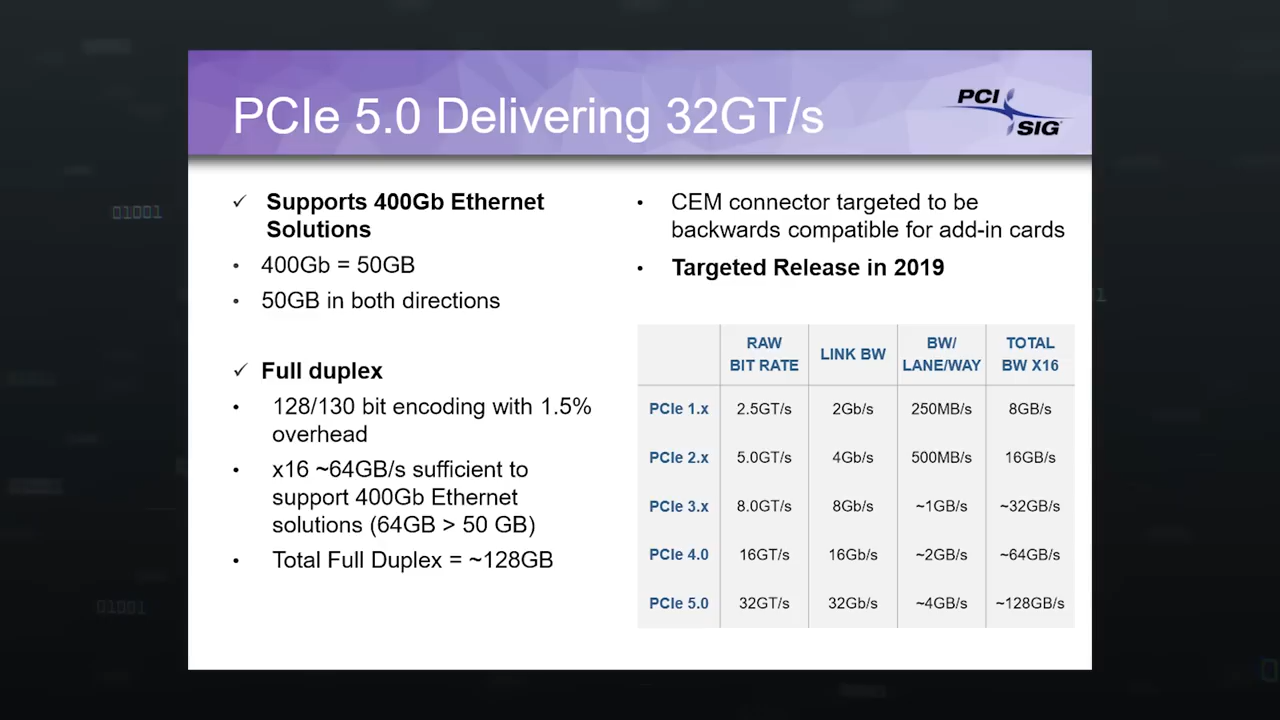 PCIe 5.0 Delivering 32GT/s
PCI
SIG
✓ Supports 400Gb Ethernet
Solutions
• 400Gb = 50GB
• 50GB in both directions
✓ Full duplex
• 128/130 bit encoding with 1.5%
overhead
• x16 ~64GB/s sufficient to
support 400Gb Ethernet
solutions (64GB > 50 GB)
• Total Full Duplex = ~128GB
• CEM connector targeted to be
backwards compatible for add-in cards
• Targeted Release in 2019
RAW BIT RATE LINK BW BW/ LANE/WAY TOTAL BW X16
PCIe 1.x 2.5GT/s 2Gb/s 250MB/s 8GB/s
PCIe 2.x 5.0GT/s 4Gb/s 500MB/s 16GB/s
PCIe 3.x 8.0GT/s 8Gb/s ~1GB/s ~32GB/s
PCIe 4.0 16GT/s 16Gb/s ~2GB/s ~64GB/s
PCIe 5.0 32GT/s 32Gb/s ~4GB/s ~128GB/s
01001
01001